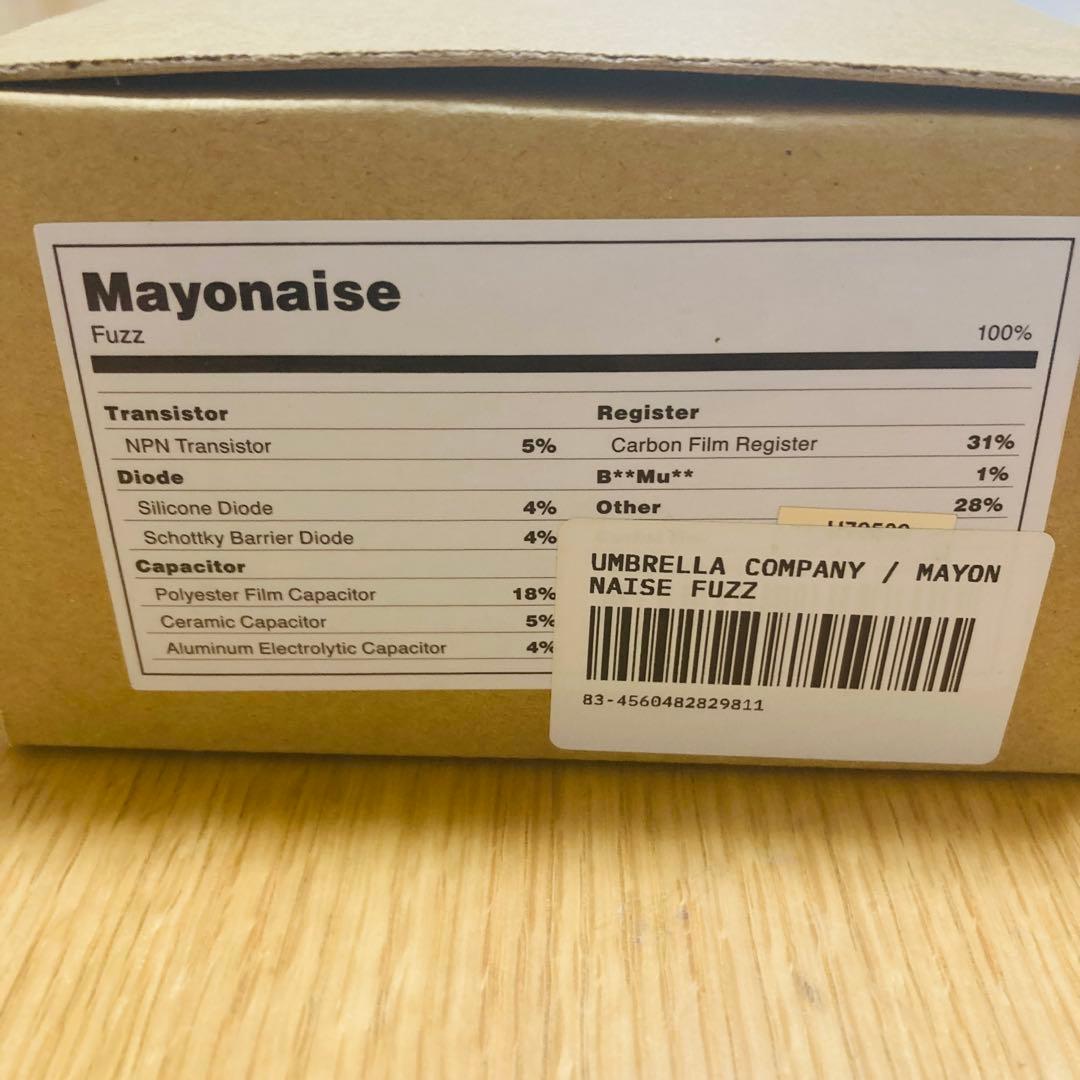 Mayonaise
Fuzz 100%
Transistor
NPN Transistor 5%
Diode
Silicone Diode 4%
Schottky Barrier Diode 4%
Capacitor
Polyester Film Capacitor 18%
Ceramic Capacitor 5%
Aluminum Electrolytic Capacitor 4%
Register
Carbon Film Register 31%
B**Mu** 1%
Other 28%
UMBRELLA COMPANY / MAYON
NAISE FUZZ
83-4560482829811